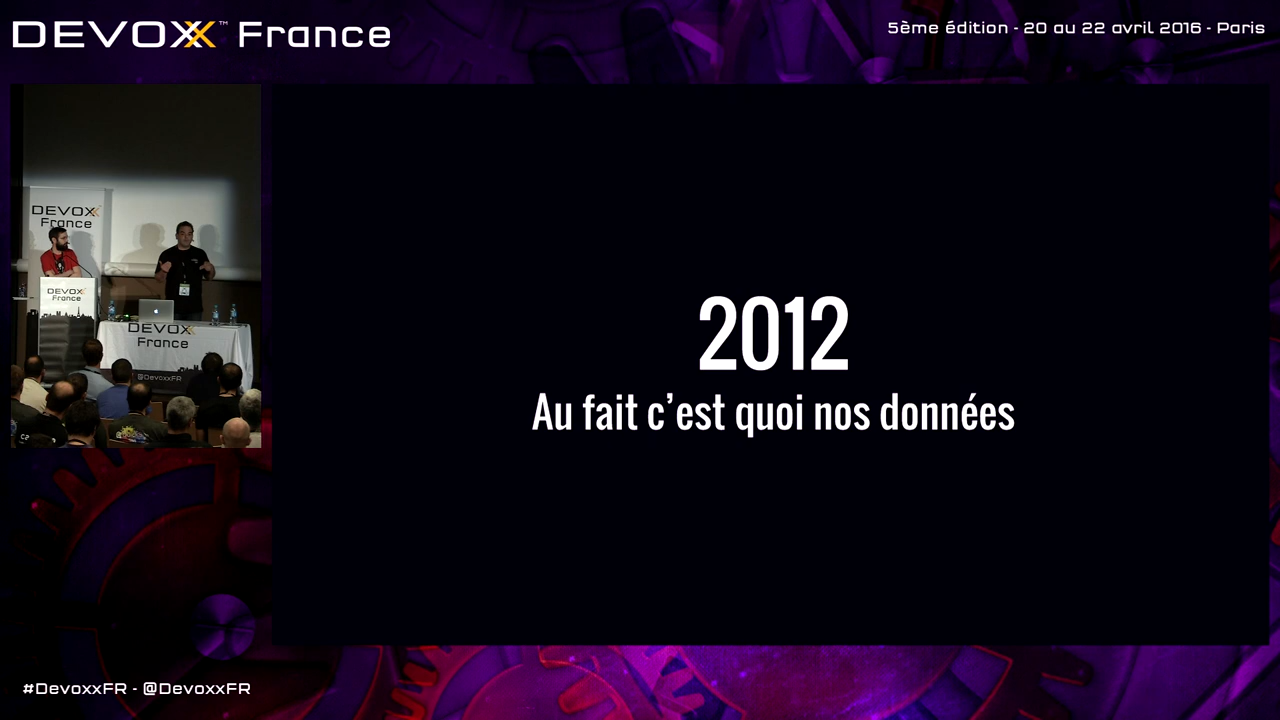 DEVOXX™ France
5ème édition - 20 au 22 avril 2016 - Paris
DEVOXX
France
DEVOXX
France
DEVOXX
France
@DevoxxFR
2012
Au fait c’est quoi nos données
#DevoxxFR - @DevoxxFR